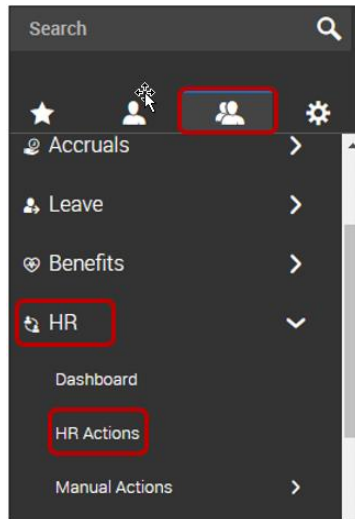 Search
Accruals
Leave
Benefits
HR
Dashboard
HR Actions
Manual Actions